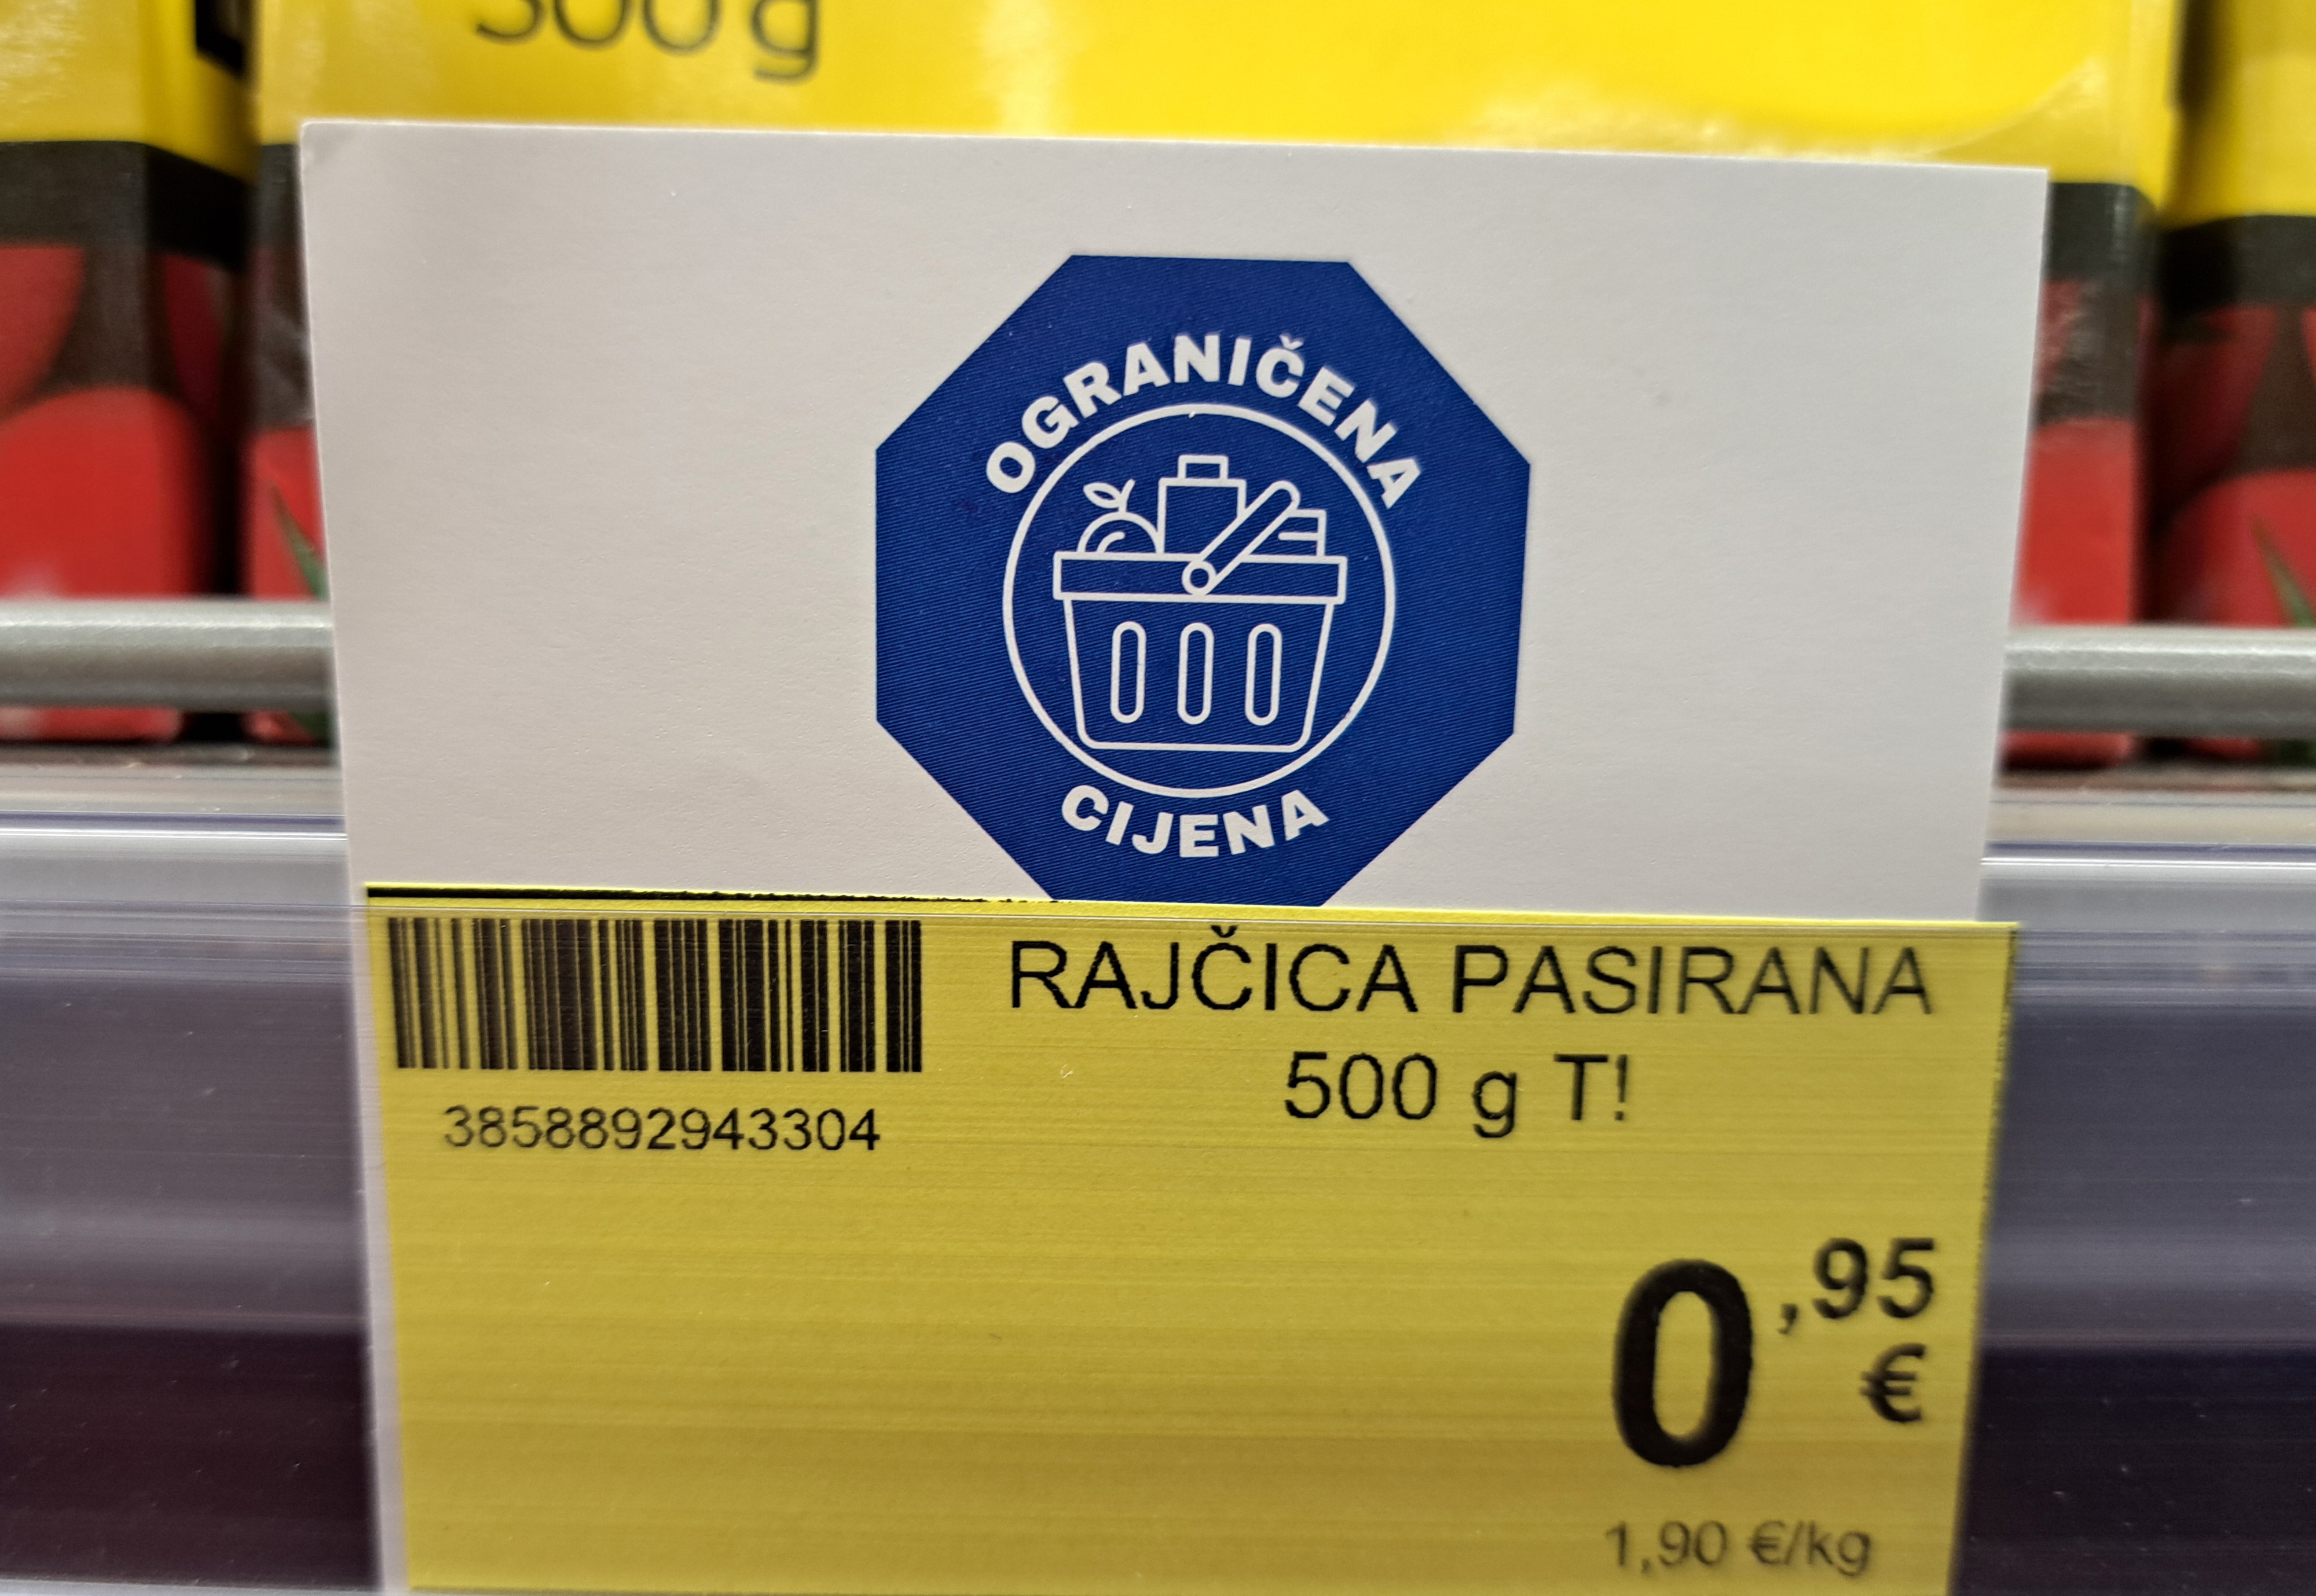 500 g
OGRANIČENA
CIJENA
RAJČICA PASIRANA
500 g T!
3858892943304
0,95
€
1,90 €/kg